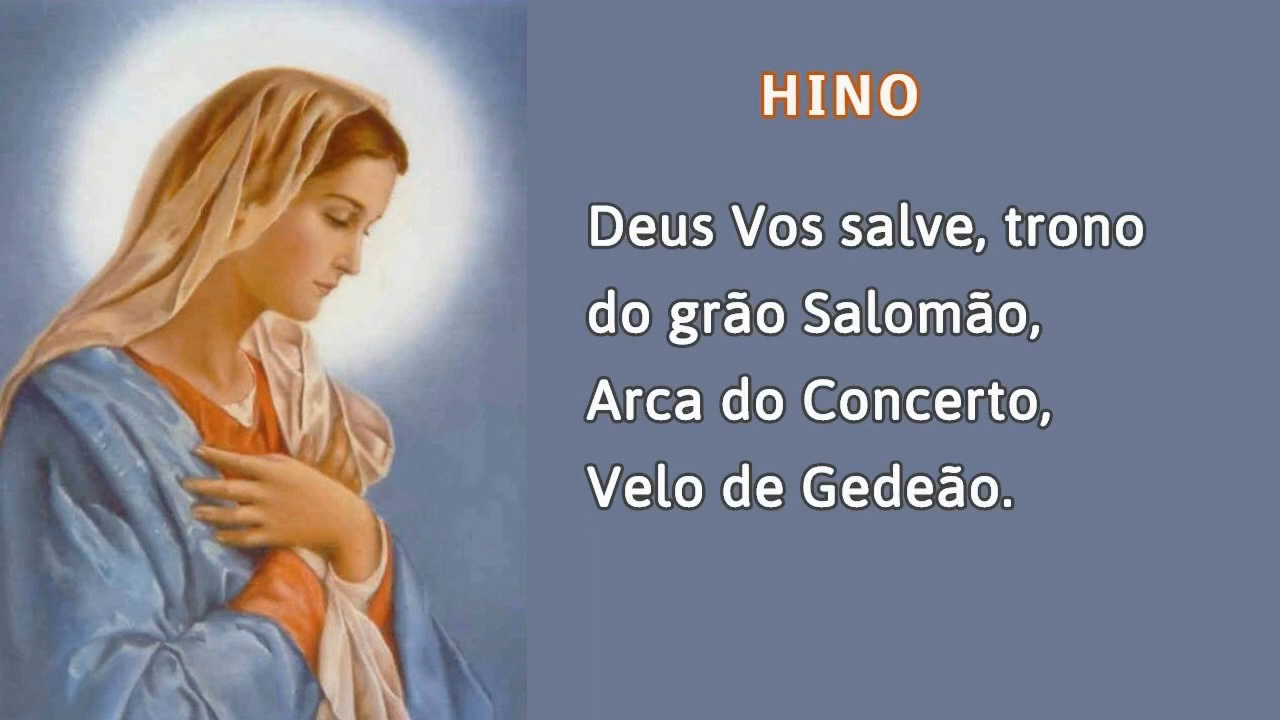 HINO
Deus Vos salve, trono
do grão Salomão,
Arca do Concerto,
Velo de Gedeão.